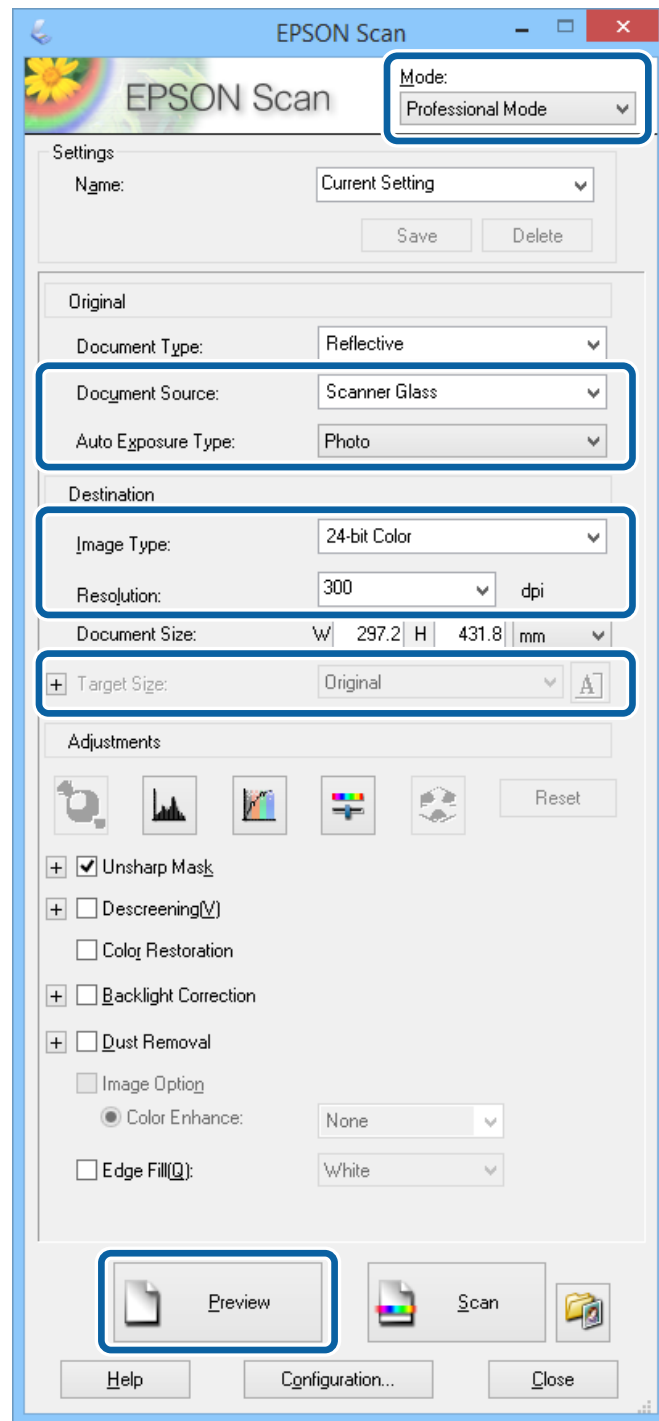 EPSON Scan
EPSON Scan
Mode:
Professional Mode
Settings
Name: Current Setting
Save Delete
Original
Document Type: Reflective
Document Source: Scanner Glass
Auto Exposure Type: Photo
Destination
Image Type: 24-bit Color
Resolution: 300 dpi
Document Size: W 297.2 H 431.8 mm
Target Size: Original A
Adjustments
Reset
Unsharp Mask
Descreening(V)
Color Restoration
Backlight Correction
Dust Removal
Image Option
Color Enhance: None
Edge Fill(Q): White
Preview Scan
Help Configuration... Close